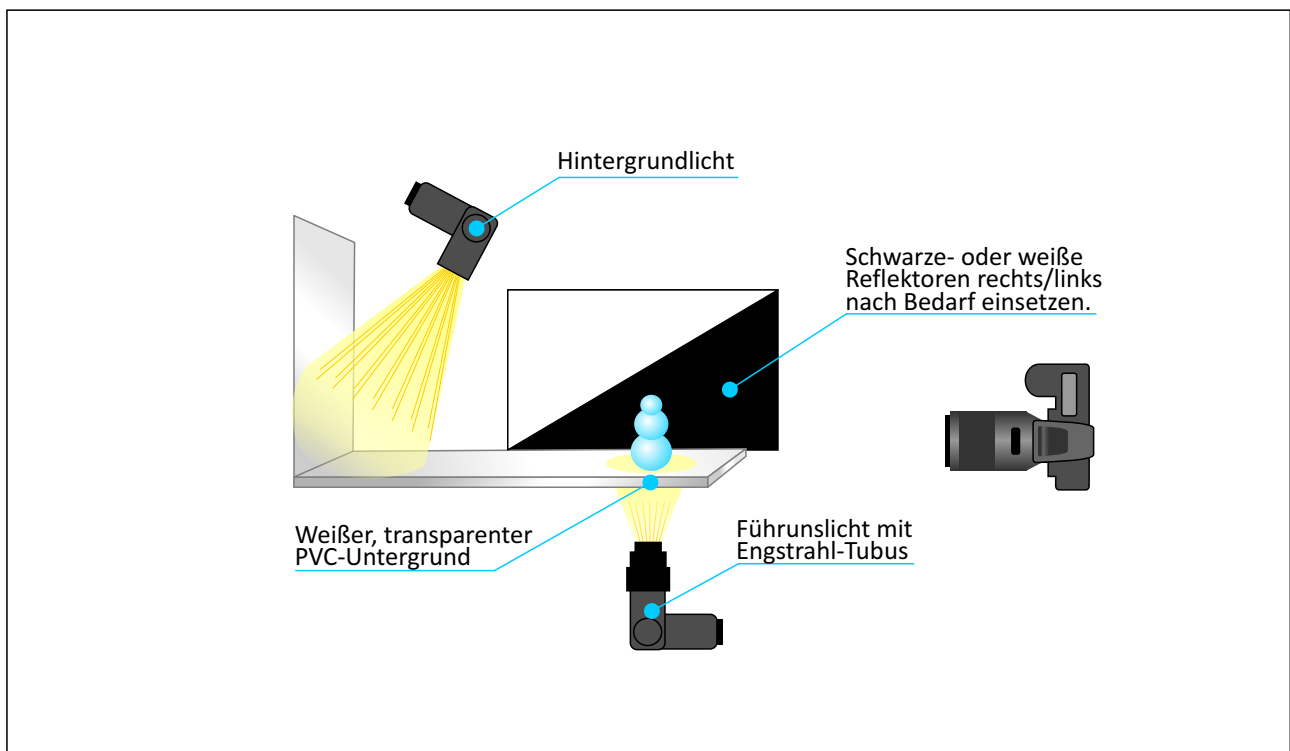 Hintergrundlicht
Schwarze- oder weiße
Reflektoren rechts/links
nach Bedarf einsetzen.
Weißer, transparenter
PVC-Untergrund
Führunslicht mit
Engstrahl-Tubus